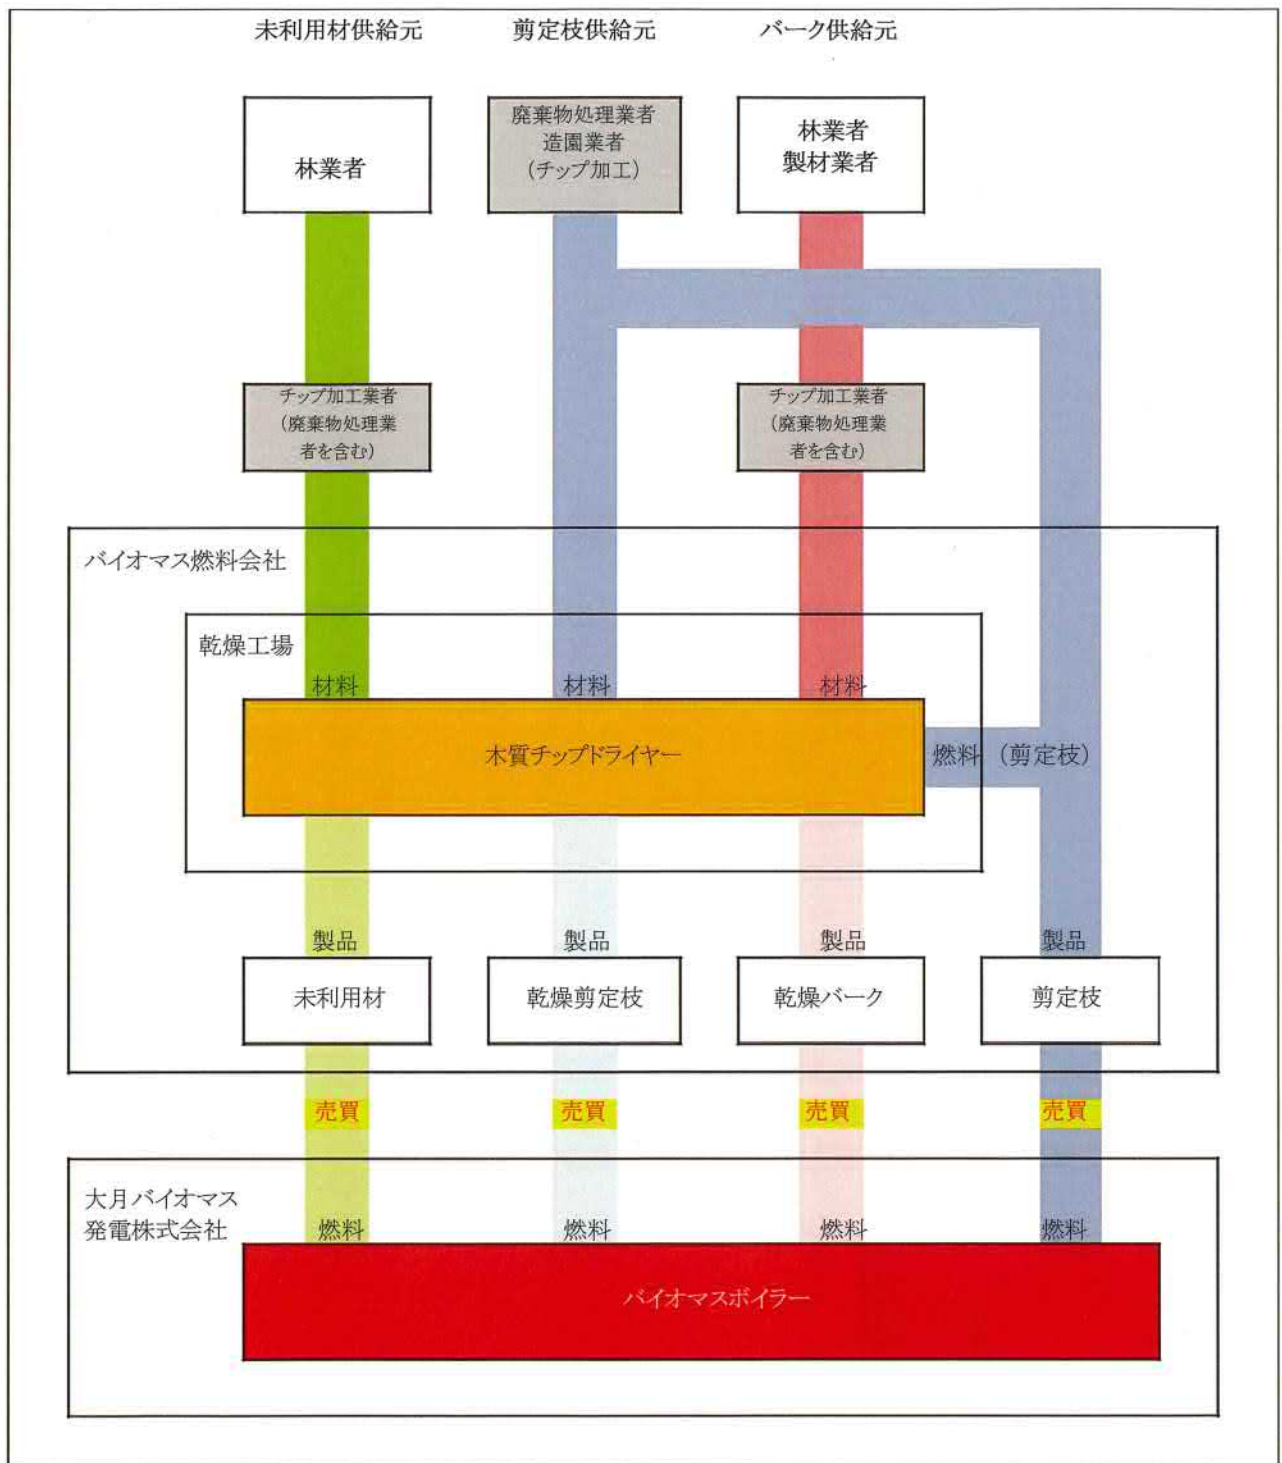 未利用材供給元
剪定枝供給元
バーク供給元
林業者
廃棄物処理業者
造園業者
(チップ加工)
林業者
製材業者
チップ加工業者
(廃棄物処理業
者を含む)
チップ加工業者
(廃棄物処理業
者を含む)
バイオマス燃料会社
乾燥工場
材料
材料
材料
木質チップドライヤー
燃料 (剪定枝)
製品
製品
製品
製品
未利用材
乾燥剪定枝
乾燥バーク
剪定枝
売買
売買
売買
売買
大月バイオマス
発電株式会社
燃料
燃料
燃料
燃料
バイオマスボイラー